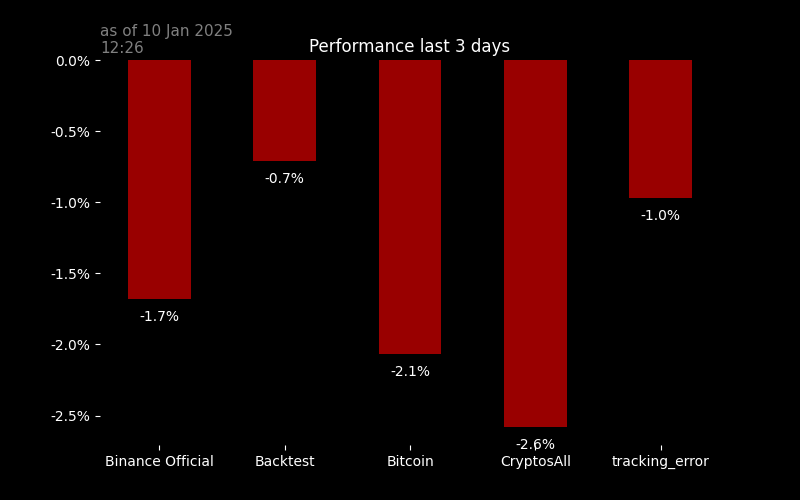 as of 10 Jan 2025
12:26
Performance last 3 days
0.0%
-0.5%
-1.0%
-1.5%
-2.0%
-2.5%
-1.7%
-0.7%
-2.1%
-2.6%
-1.0%
Binance Official
Backtest
Bitcoin
CryptosAll
tracking_error